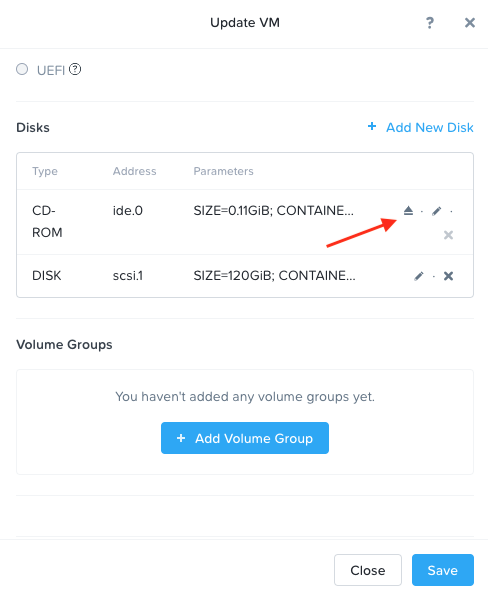 Update VM
?
UEFI ?
Disks
+ Add New Disk
Type Address Parameters
CD-
ROM
ide.0
SIZE=0.11GiB; CONTAINE...
DISK scsi.1 SIZE=120GiB; CONTAINE...
Volume Groups
You haven't added any volume groups yet.
+ Add Volume Group
Close
Save